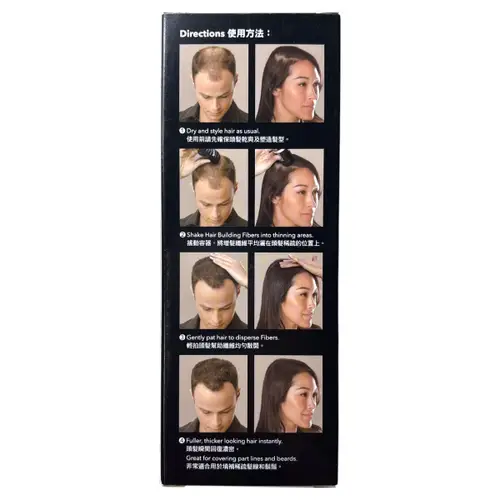 Directions 使用方法：
1 Dry and style hair as usual.
使用前請先確保頭髮乾爽及塑造髮型。
2 Shake Hair Building Fibers into thinning areas.
搖動容器，將增髮纖維平均灑在頭髮稀疏的位置上。
3 Gently pat hair to disperse Fibers.
輕拍頭髮幫助纖維均勻散開。
4 Fuller, thicker looking hair instantly.
頭髮瞬間回復濃密。
Great for covering part lines and beards.
非常適合用於填補稀疏髮線和鬍鬚。